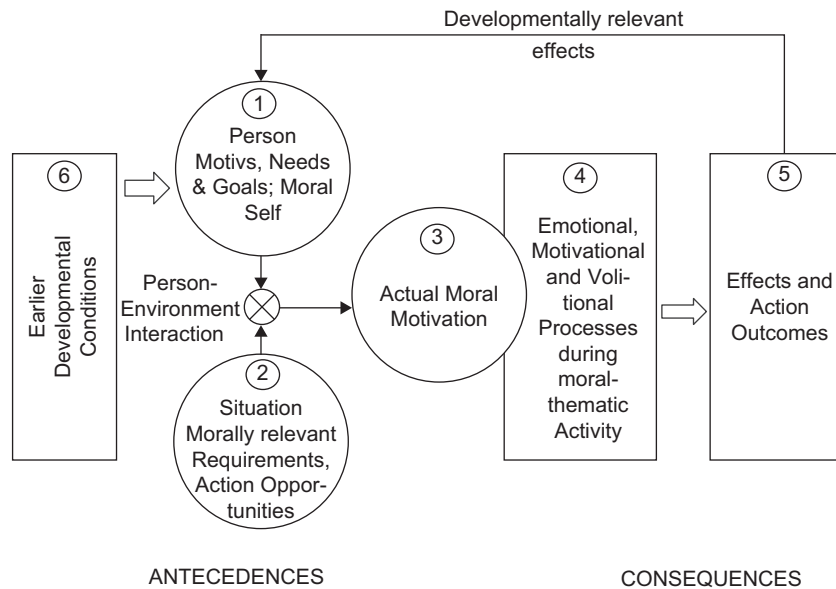 Developmentally relevant
effects
1
Person
Motivs, Needs
& Goals; Moral
Self
6
Earlier
Developmental
Conditions
Person-
Environment
Interaction
2
Situation
Morally relevant
Requirements,
Action Oppor-
tunities
3
Actual Moral
Motivation
4
Emotional,
Motivational
and Voli-
tional
Processes
during
moral-
thematic
Activity
5
Effects and
Action
Outcomes
ANTECEDENCES
CONSEQUENCES